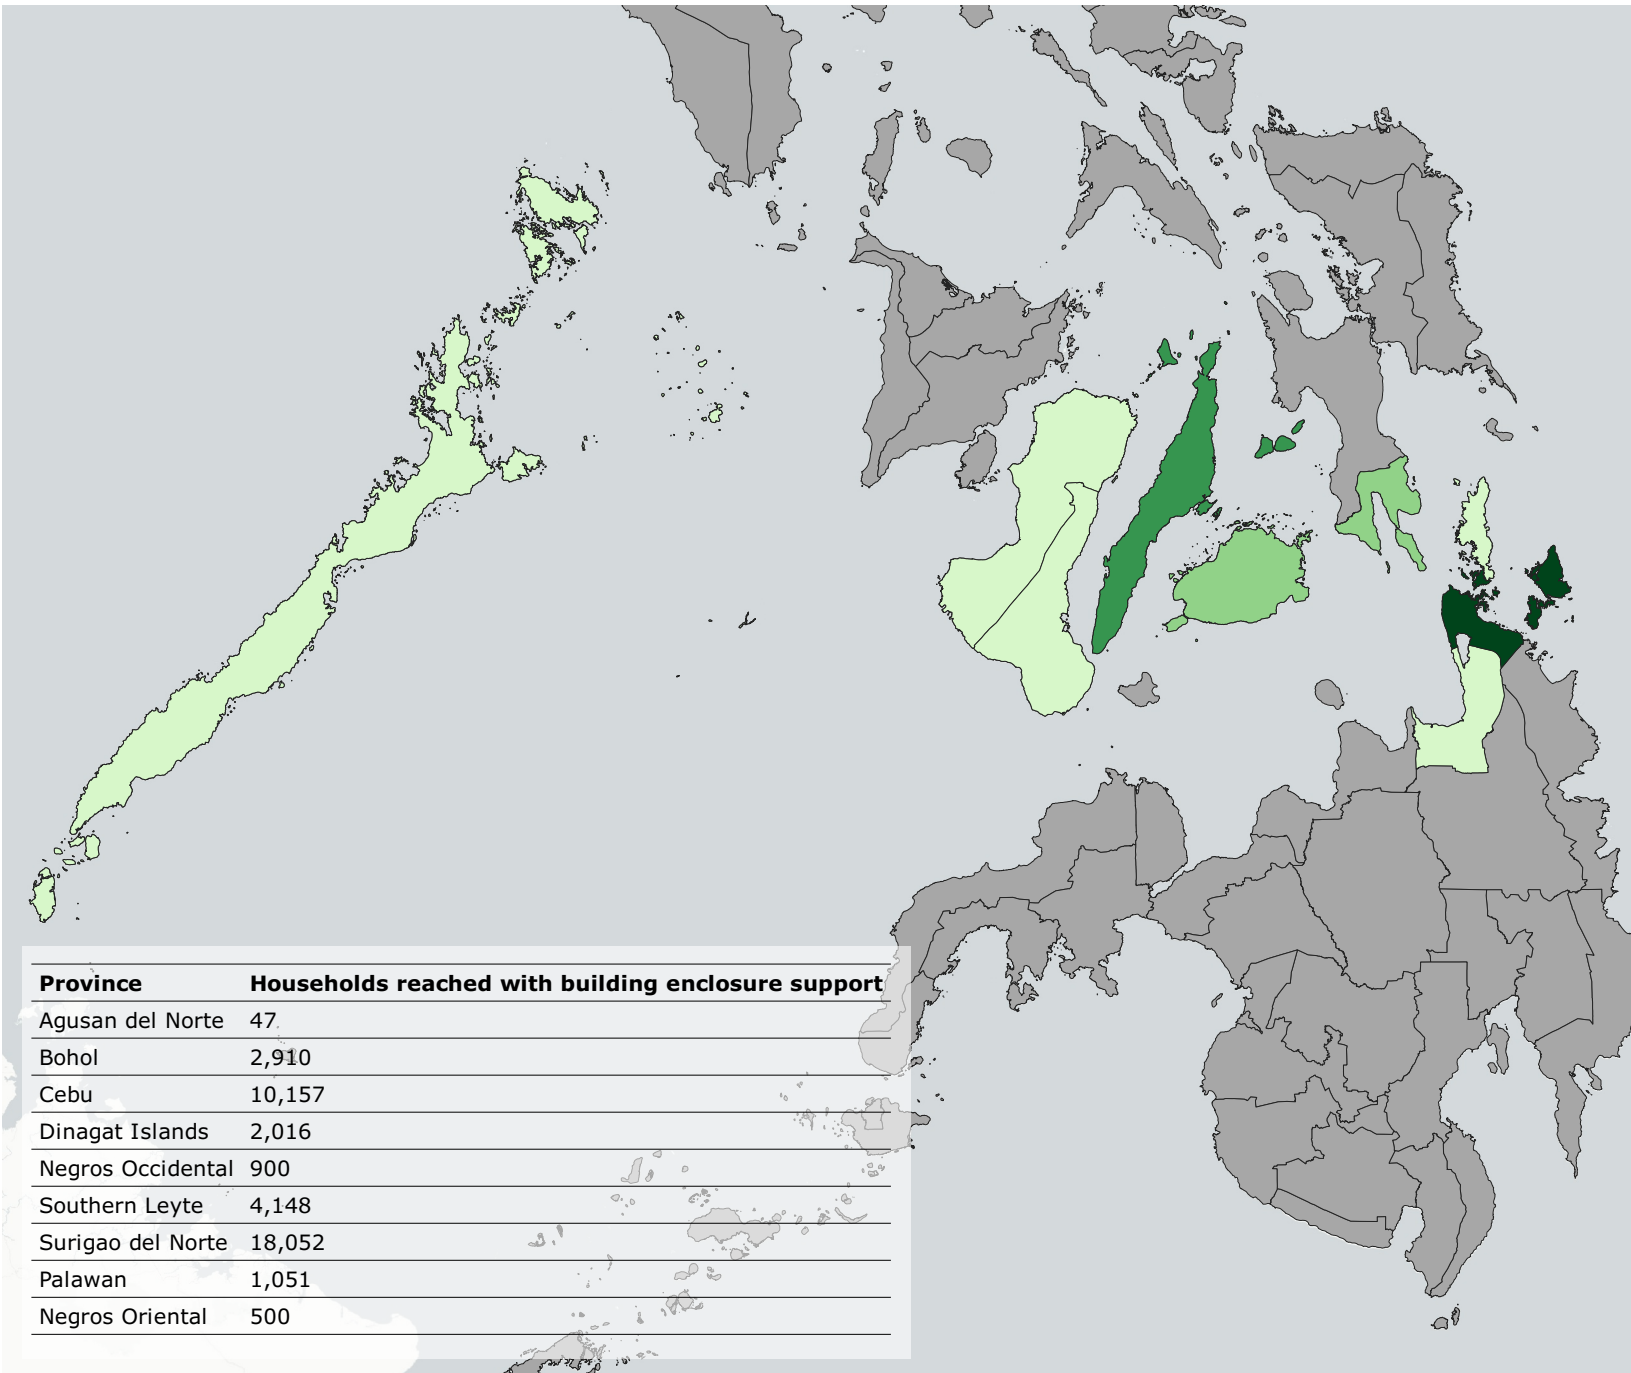 Province Households reached with building enclosure support
Agusan del Norte 47
Bohol 2,910
Cebu 10,157
Dinagat Islands 2,016
Negros Occidental 900
Southern Leyte 4,148
Surigao del Norte 18,052
Palawan 1,051
Negros Oriental 500